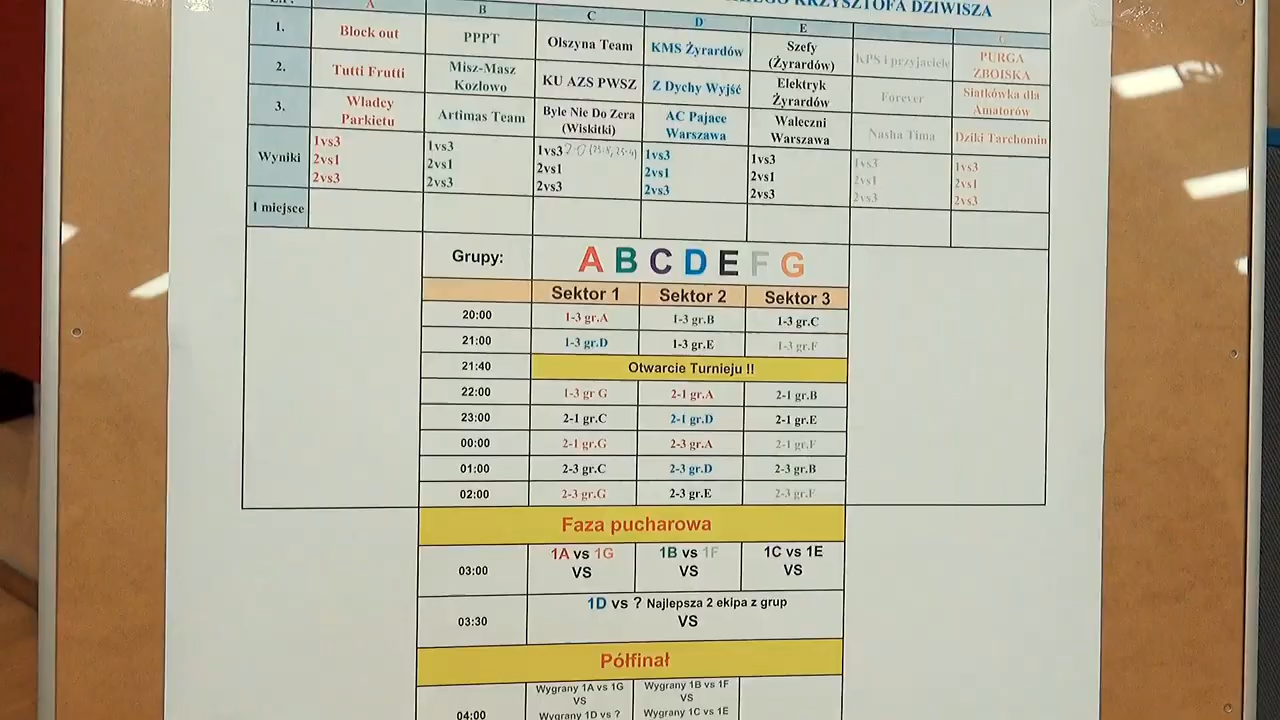 KRZYSZTOFA DZIWISZA
A B C D E
1. Block out PPPT Olszyna Team KMS Żyrardów Szefy (Żyrardów) KPS i przyjaciele PURGA ZBOISKA
2. Tutti Frutti Misz-Masz Kozłowo KU AZS PWSZ Z Dychy Wyjść Elektryk Żyrardów Forever Siatkówka dla Amatorów
3. Władcy Parkietu Artimas Team Byle Nie Do Zera (Wiskitki) AC Pajace Warszawa Waleczni Warszawa Nasha Tima Dziki Tarchomin
Wyniki
1vs3 1vs3 1vs3 2-0 1vs3 1vs3 1vs3 1vs3
2vs1 2vs1 2vs1 2vs1 2vs1 2vs1 2vs1
2vs3 2vs3 2vs3 2vs3 2vs3 2vs3 2vs3
I miejsce
Grupy: A B C D E F G
Sektor 1 Sektor 2 Sektor 3
20:00 1-3 gr.A 1-3 gr.B 1-3 gr.C
21:00 1-3 gr.D 1-3 gr.E 1-3 gr.F
21:40 Otwarcie Turnieju !!
22:00 1-3 gr G 2-1 gr.A 2-1 gr.B
23:00 2-1 gr.C 2-1 gr.D 2-1 gr.E
00:00 2-1 gr.G 2-3 gr.A 2-1 gr.F
01:00 2-3 gr.C 2-3 gr.D 2-3 gr.B
02:00 2-3 gr.G 2-3 gr.E 2-3 gr.F
Faza pucharowa
03:00 1A vs 1G 1B vs 1F 1C vs 1E
VS VS VS
03:30 1D vs ? Najlepsza 2 ekipa z grup
VS
Półfinał
Wygrany 1A vs 1G Wygrany 1B vs 1F
VS VS
04:00 Wygrany 1D vs ? Wygrany 1C vs 1E